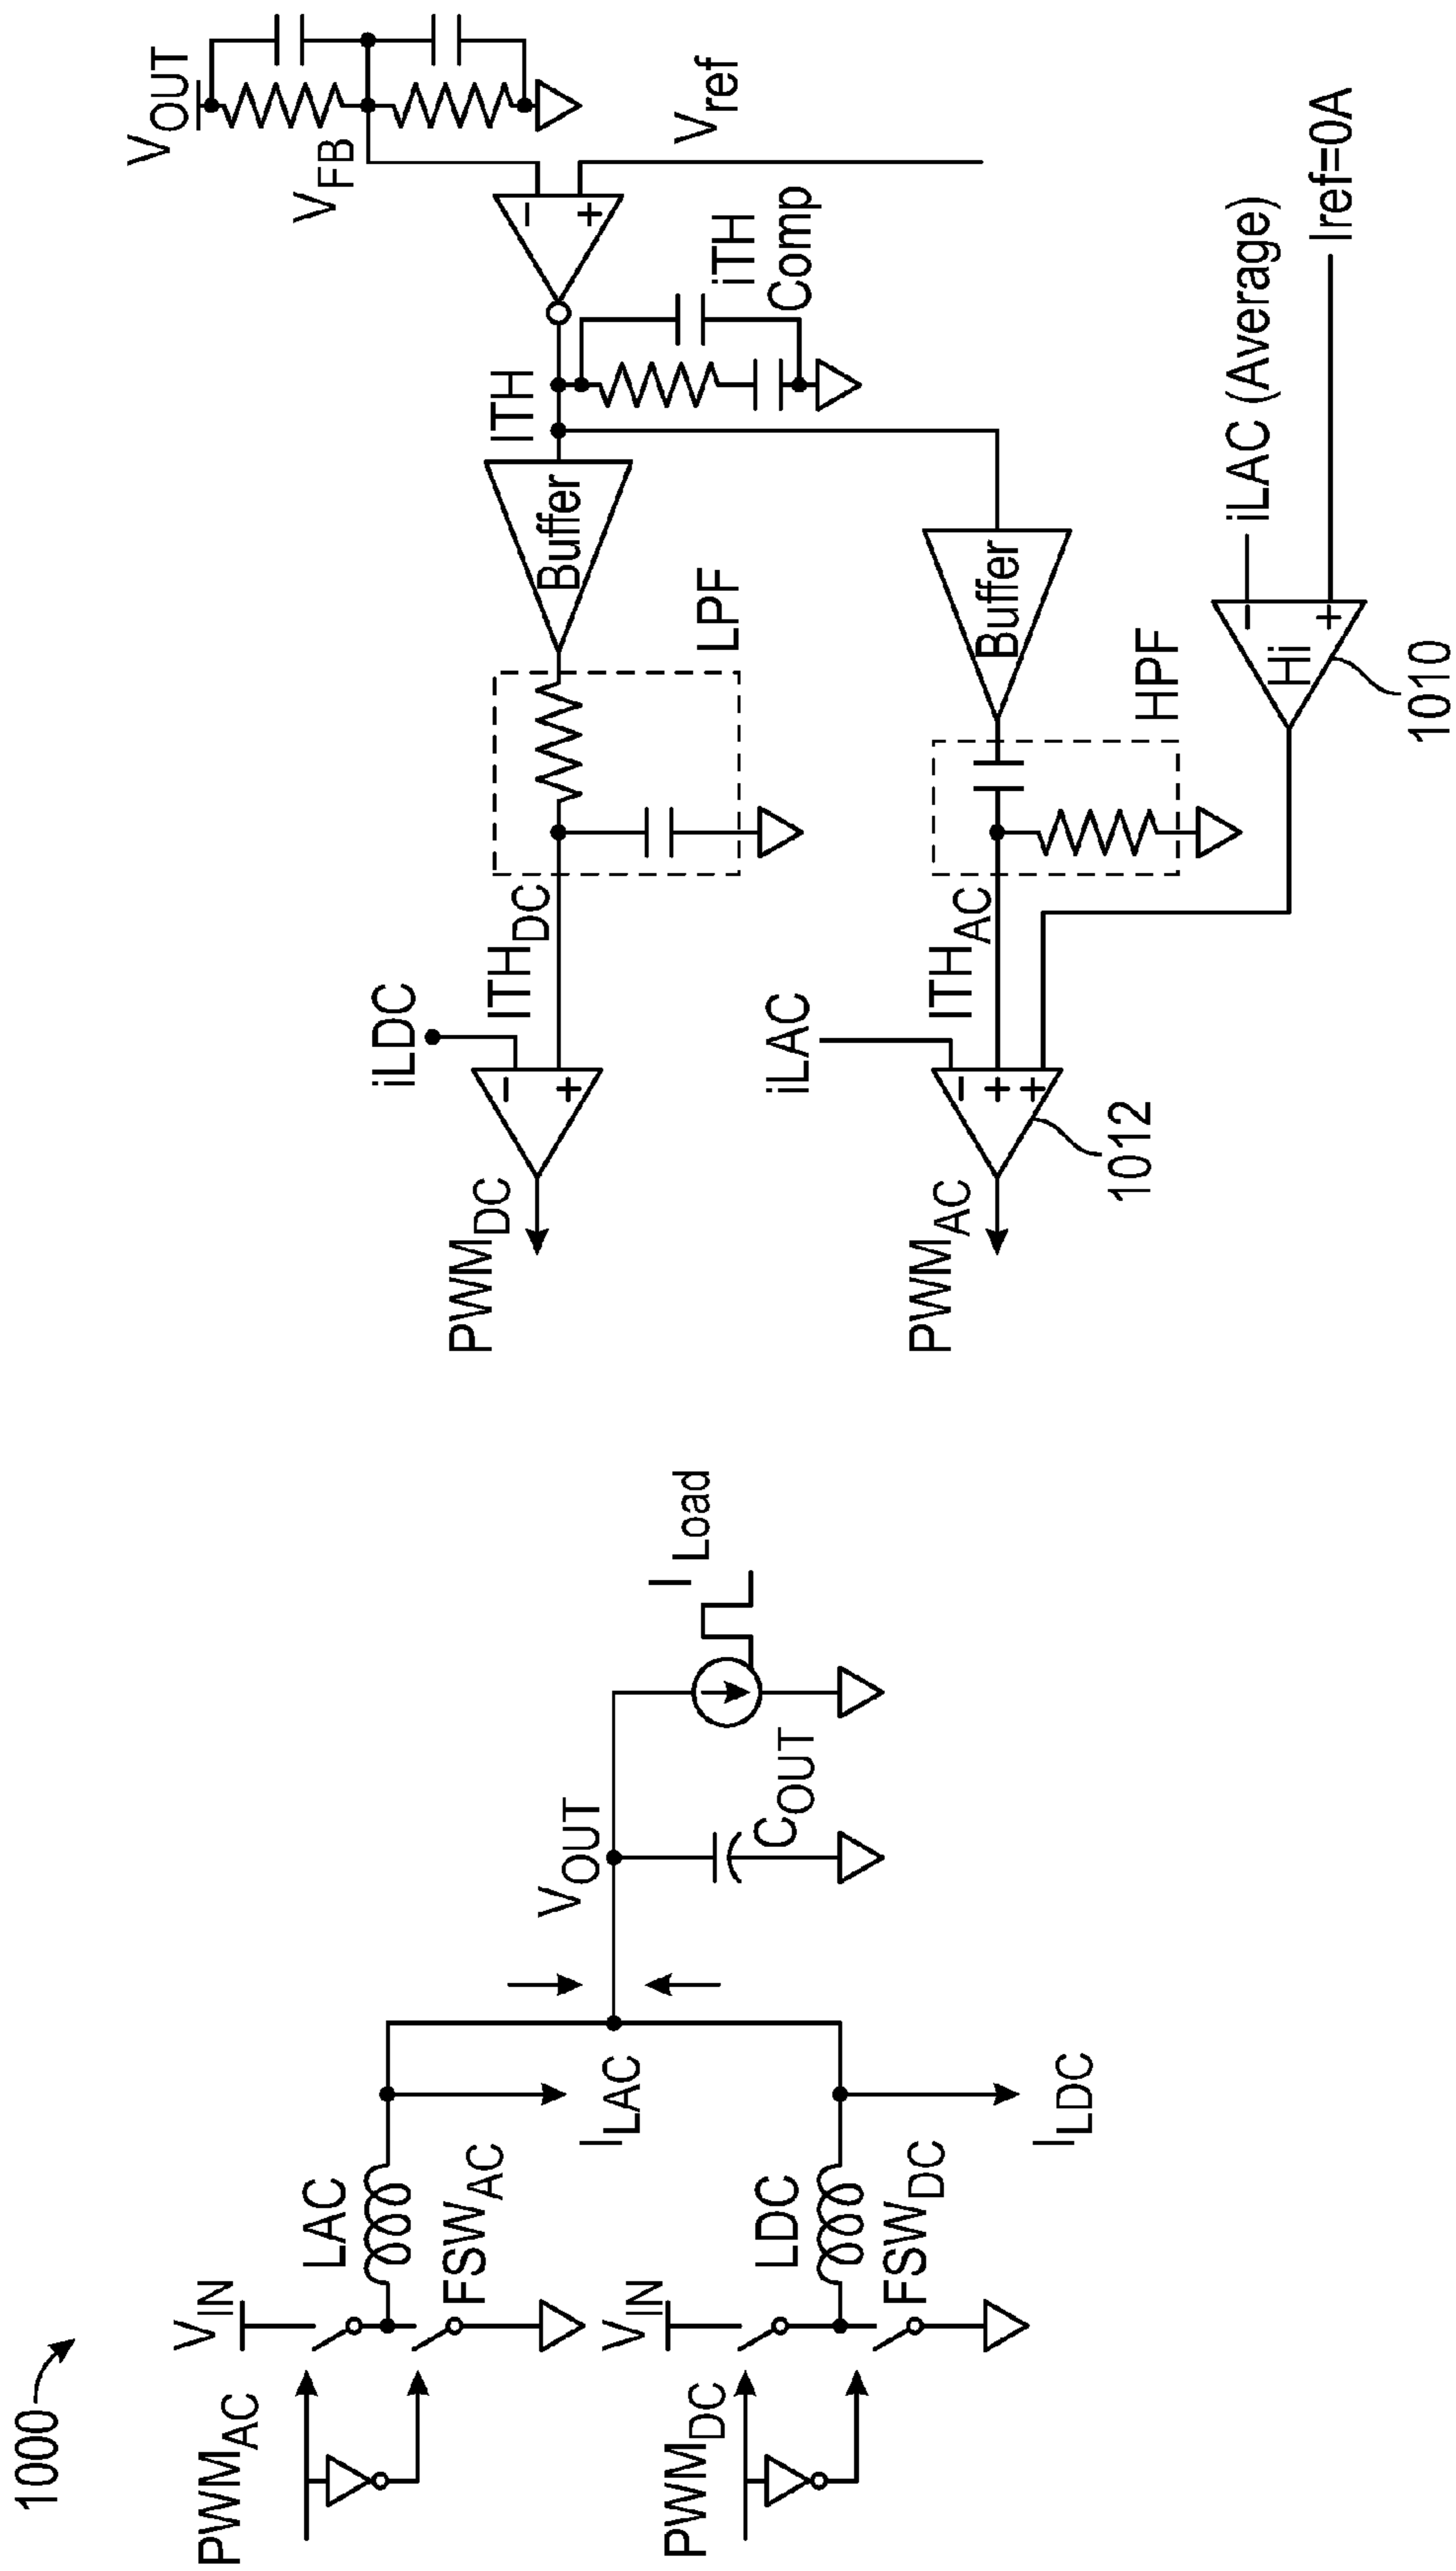 1000
PWM_AC
V_IN
LAC
FSW_AC
I_LAC
PWM_DC
V_IN
LDC
FSW_DC
I_LDC
V_OUT
C_OUT
I_Load
PWM_DC
iLDC
ITH_DC
LPF
Buffer
ITH
iTH
Comp
V_FB
V_OUT
V_ref
− +
− +
PWM_AC
iLAC
ITH_AC
HPF
Buffer
− + +
1012
Hi
− +
1010
iLAC (Average)
Iref=0A